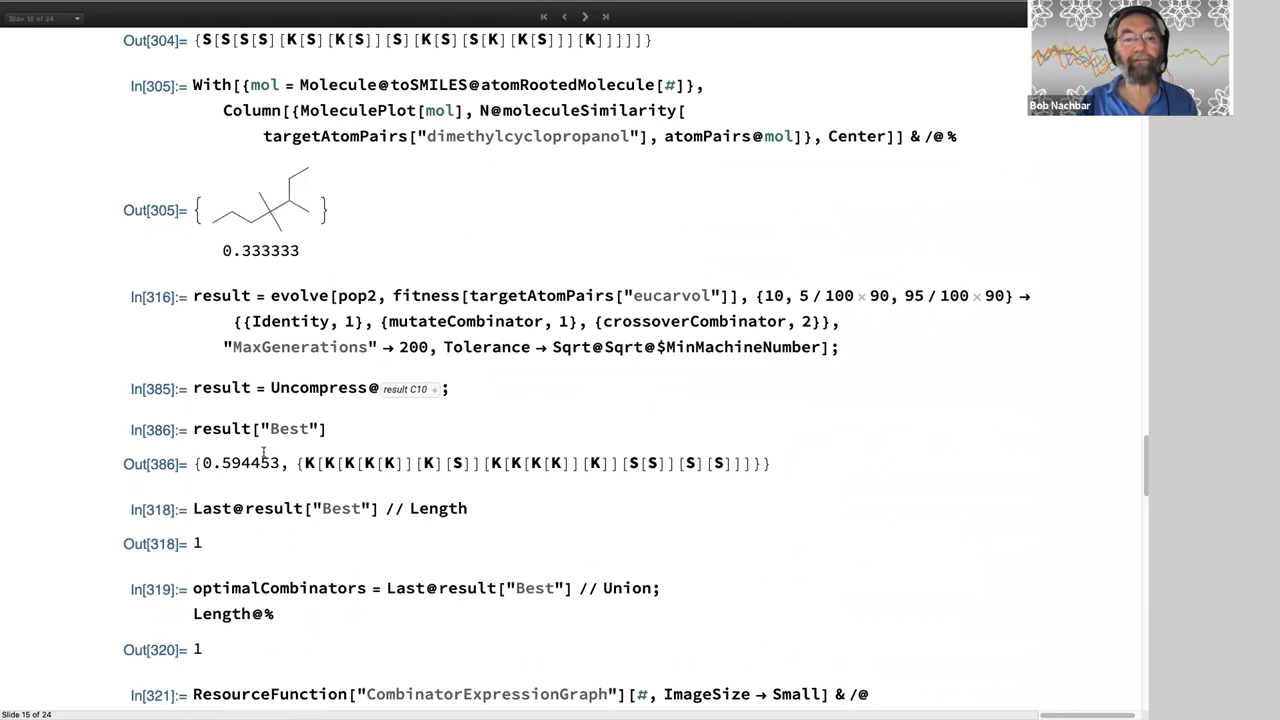 Slide 15 of 24
Out[304]= {S[S[S[S][K[S][K[S]][S][K[S][S[K][K[S]]][K]]]]]}
In[305]:= With[{mol = Molecule@toSMILES@atomRootedMolecule[#]},
Column[{MoleculePlot[mol], N@moleculeSimilarity[
targetAtomPairs["dimethylcyclopropanol"], atomPairs@mol]}, Center]] & /@ %
Out[305]= { }
0.333333
In[316]:= result = evolve[pop2, fitness[targetAtomPairs["eucarvol"]], {10, 5 / 100 × 90, 95 / 100 × 90} →
{{Identity, 1}, {mutateCombinator, 1}, {crossoverCombinator, 2}},
"MaxGenerations" → 200, Tolerance → Sqrt@Sqrt@$MinMachineNumber];
In[385]:= result = Uncompress@ result C10 + ;
In[386]:= result["Best"]
Out[386]= {0.594453, {K[K[K[K[K]][K][S]][K[K[K[K]][K]][S[S]][S][S]]]}}
In[318]:= Last@result["Best"] // Length
Out[318]= 1
In[319]:= optimalCombinators = Last@result["Best"] // Union;
Length@%
Out[320]= 1
In[321]:= ResourceFunction["CombinatorExpressionGraph"][#, ImageSize → Small] & /@
Slide 15 of 24
Bob Nachbar